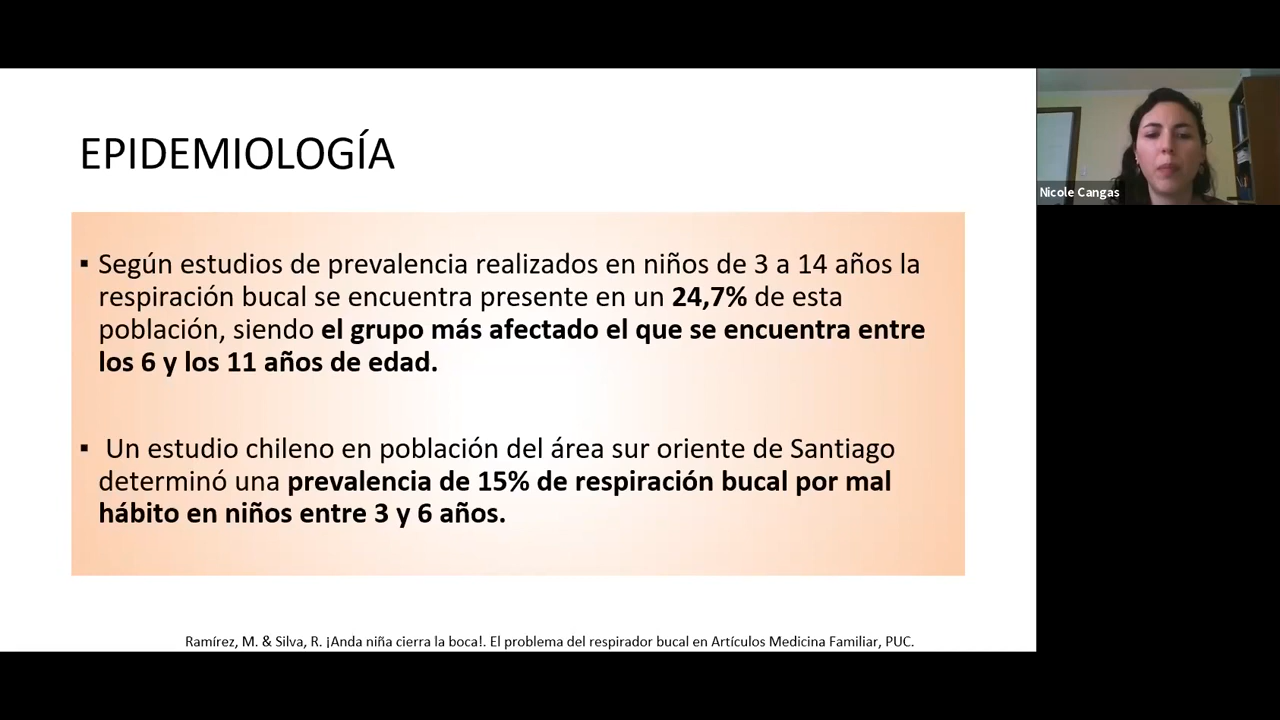 EPIDEMIOLOGÍA
▪ Según estudios de prevalencia realizados en niños de 3 a 14 años la
respiración bucal se encuentra presente en un 24,7% de esta
población, siendo el grupo más afectado el que se encuentra entre
los 6 y los 11 años de edad.
▪ Un estudio chileno en población del área sur oriente de Santiago
determinó una prevalencia de 15% de respiración bucal por mal
hábito en niños entre 3 y 6 años.
Ramírez, M. & Silva, R. ¡Anda niña cierra la boca!. El problema del respirador bucal en Artículos Medicina Familiar, PUC.
Nicole Cangas